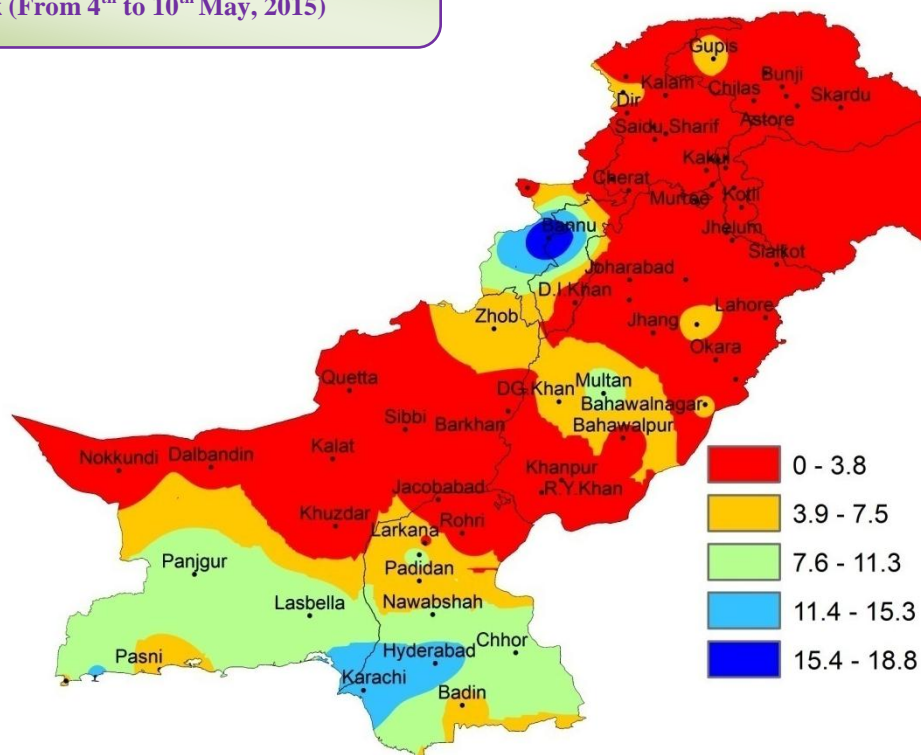 (From 4th to 10th May, 2015)
Gupis
Kalam
Chilas
Bunji
Skardu
Dir
Astore
Saidu Sharif
Kakul
Cherat
Murree
Kotli
Bannu
Jhelum
Sialkot
Joharabad
D.I.Khan
Lahore
Zhob
Jhang
Okara
Quetta
DG.Khan
Multan
Bahawalnagar
Sibbi
Barkhan
Bahawalpur
Nokkundi
Dalbandin
Kalat
Khanpur
R.Y.Khan
Jacobabad
Khuzdar
Larkana
Rohri
Panjgur
Padidan
Lasbella
Nawabshah
Pasni
Hyderabad
Chhor
Karachi
Badin
0 - 3.8
3.9 - 7.5
7.6 - 11.3
11.4 - 15.3
15.4 - 18.8